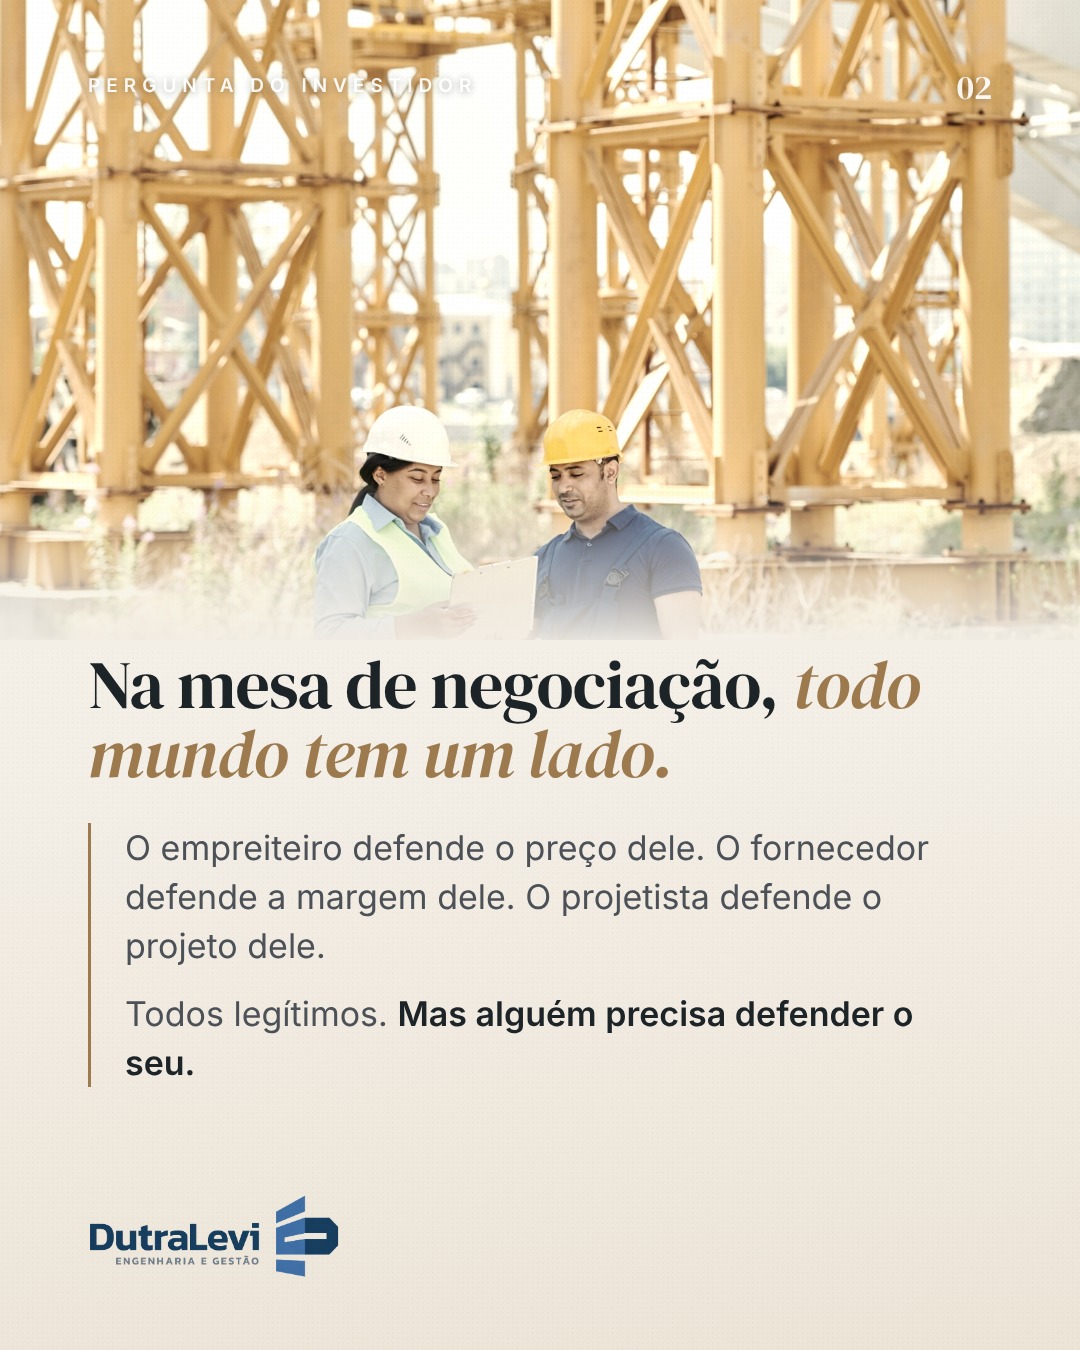 PERGUNTA DO INVESTIDOR
02
Na mesa de negociação, todo
mundo tem um lado.
O empreiteiro defende o preço dele. O fornecedor
defende a margem dele. O projetista defende o
projeto dele.
Todos legítimos. Mas alguém precisa defender o
seu.
DutraLevi
ENGENHARIA E GESTÃO